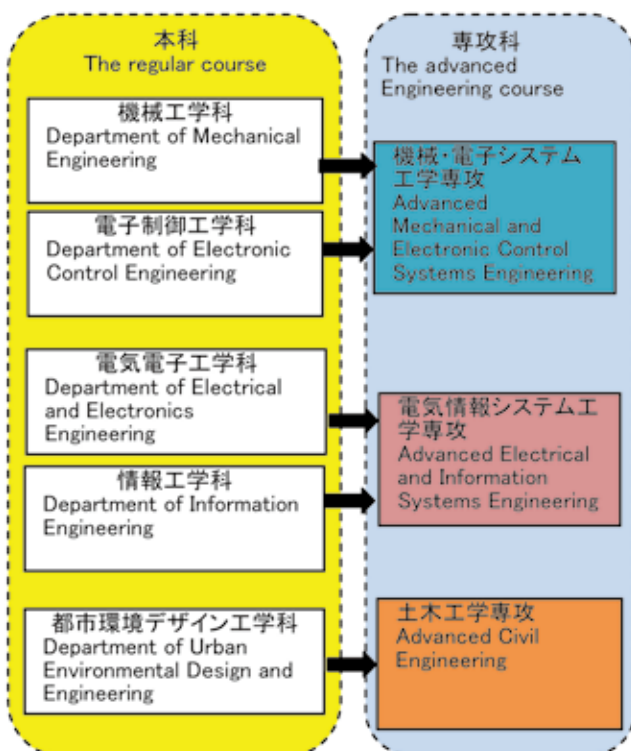 本科
The regular course
機械工学科
Department of Mechanical
Engineering
電子制御工学科
Department of Electronic
Control Engineering
電気電子工学科
Department of Electrical
and Electronics
Engineering
情報工学科
Department of Information
Engineering
都市環境デザイン工学科
Department of Urban
Environmental Design and
Engineering
専攻科
The advanced
Engineering course
機械・電子システム
工学専攻
Advanced
Mechanical and
Electronic Control
Systems Engineering
電気情報システム工
学専攻
Advanced Electrical
and Information
Systems Engineering
土木工学専攻
Advanced Civil
Engineering